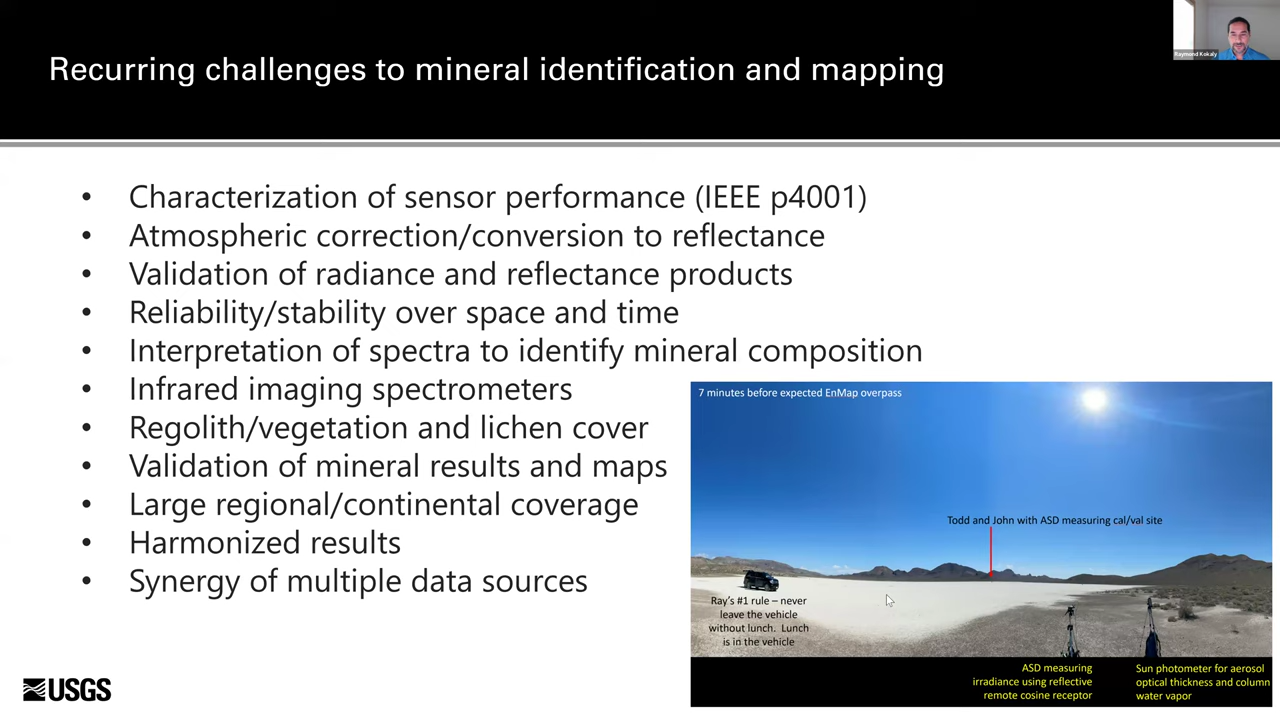 Raymond Kokaly
Recurring challenges to mineral identification and mapping
• Characterization of sensor performance (IEEE p4001)
• Atmospheric correction/conversion to reflectance
• Validation of radiance and reflectance products
• Reliability/stability over space and time
• Interpretation of spectra to identify mineral composition
• Infrared imaging spectrometers
• Regolith/vegetation and lichen cover
• Validation of mineral results and maps
• Large regional/continental coverage
• Harmonized results
• Synergy of multiple data sources
7 minutes before expected EnMap overpass
Todd and John with ASD measuring cal/val site
Ray's #1 rule – never
leave the vehicle
without lunch. Lunch
is in the vehicle
ASD measuring
irradiance using reflective
remote cosine receptor
Sun photometer for aerosol
optical thickness and column
water vapor
USGS